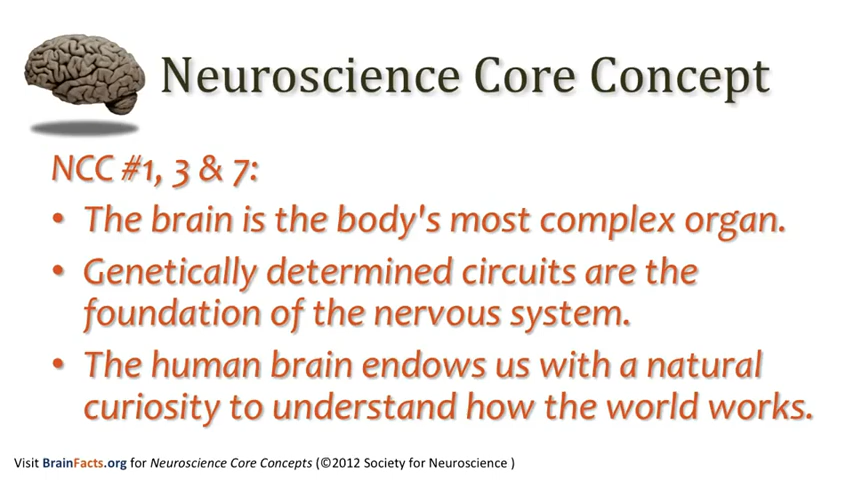 Neuroscience Core Concept
NCC #1, 3 & 7:
• The brain is the body's most complex organ.
• Genetically determined circuits are the
foundation of the nervous system.
• The human brain endows us with a natural
curiosity to understand how the world works.
Visit BrainFacts.org for Neuroscience Core Concepts (©2012 Society for Neuroscience )